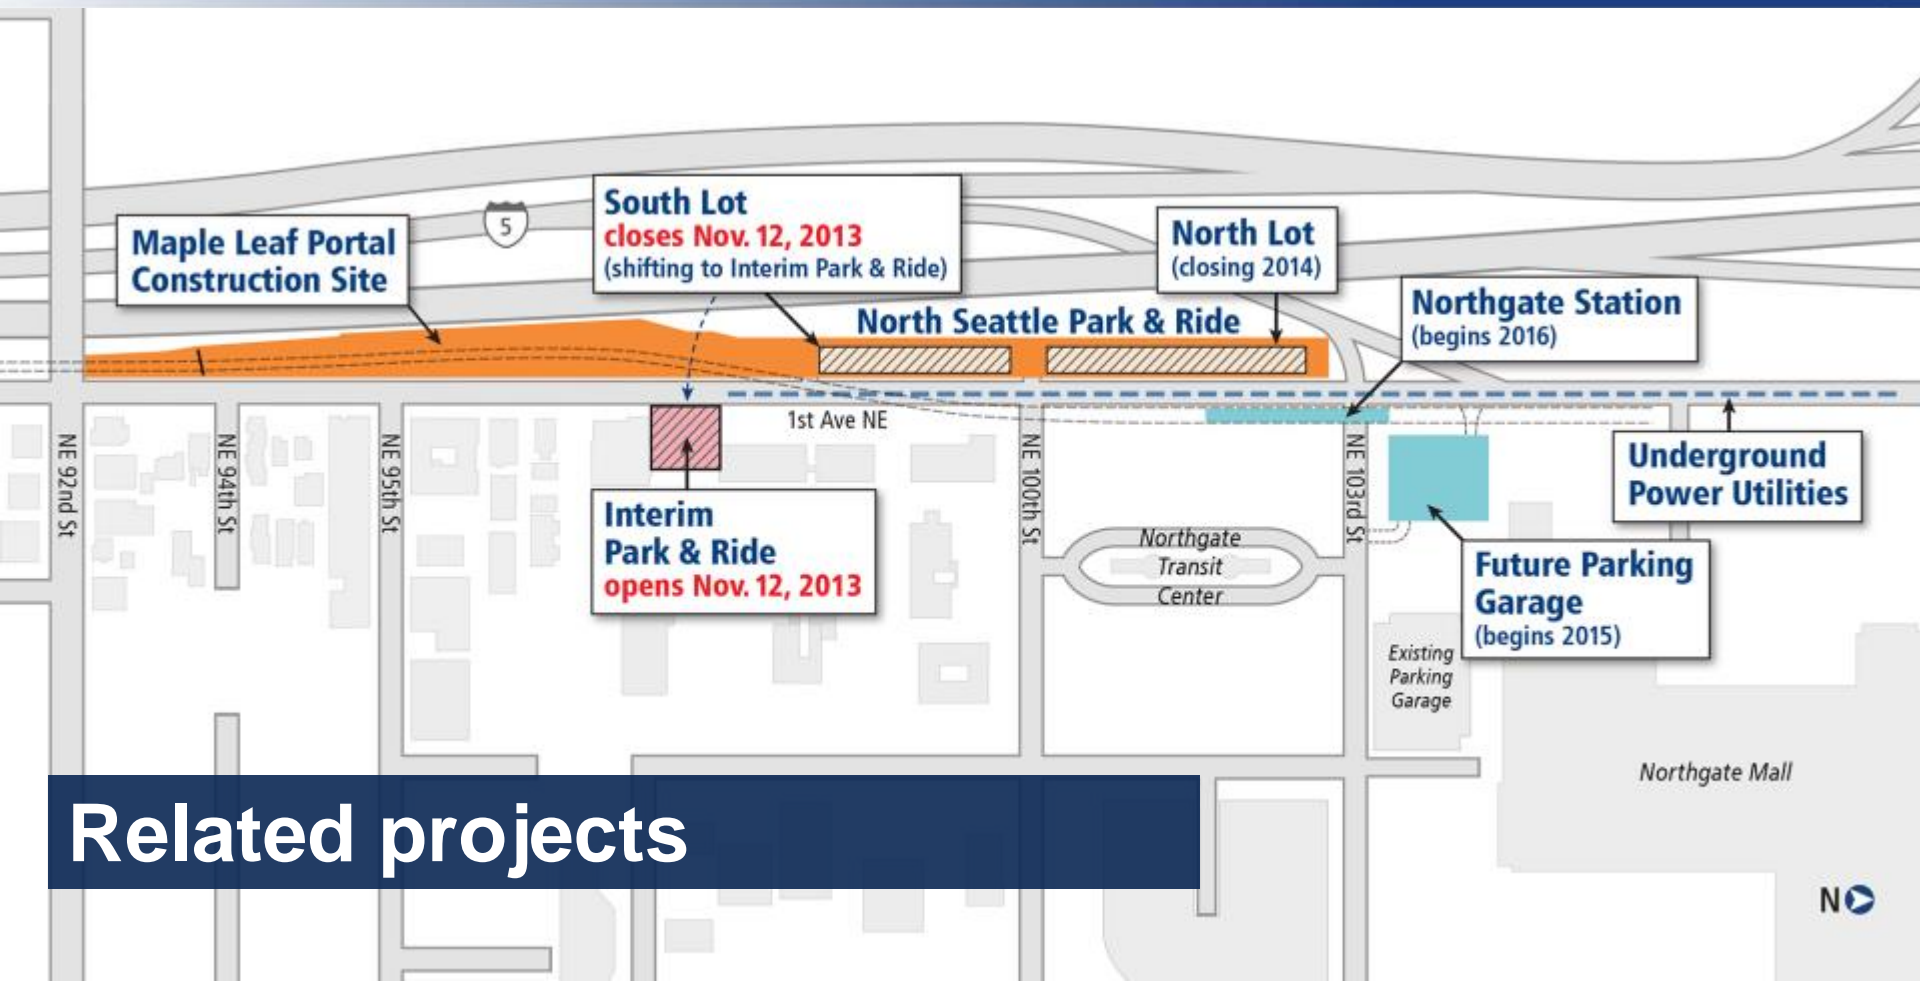 5
South Lot
closes Nov. 12, 2013
(shifting to Interim Park & Ride)
North Lot
(closing 2014)
Maple Leaf Portal
Construction Site
Northgate Station
(begins 2016)
North Seattle Park & Ride
1st Ave NE
NE 92nd St
NE 94th St
NE 95th St
NE 100th St
NE 103rd St
Underground
Power Utilities
Interim
Park & Ride
opens Nov. 12, 2013
Northgate
Transit
Center
Future Parking
Garage
(begins 2015)
Existing
Parking
Garage
Northgate Mall
Related projects
N